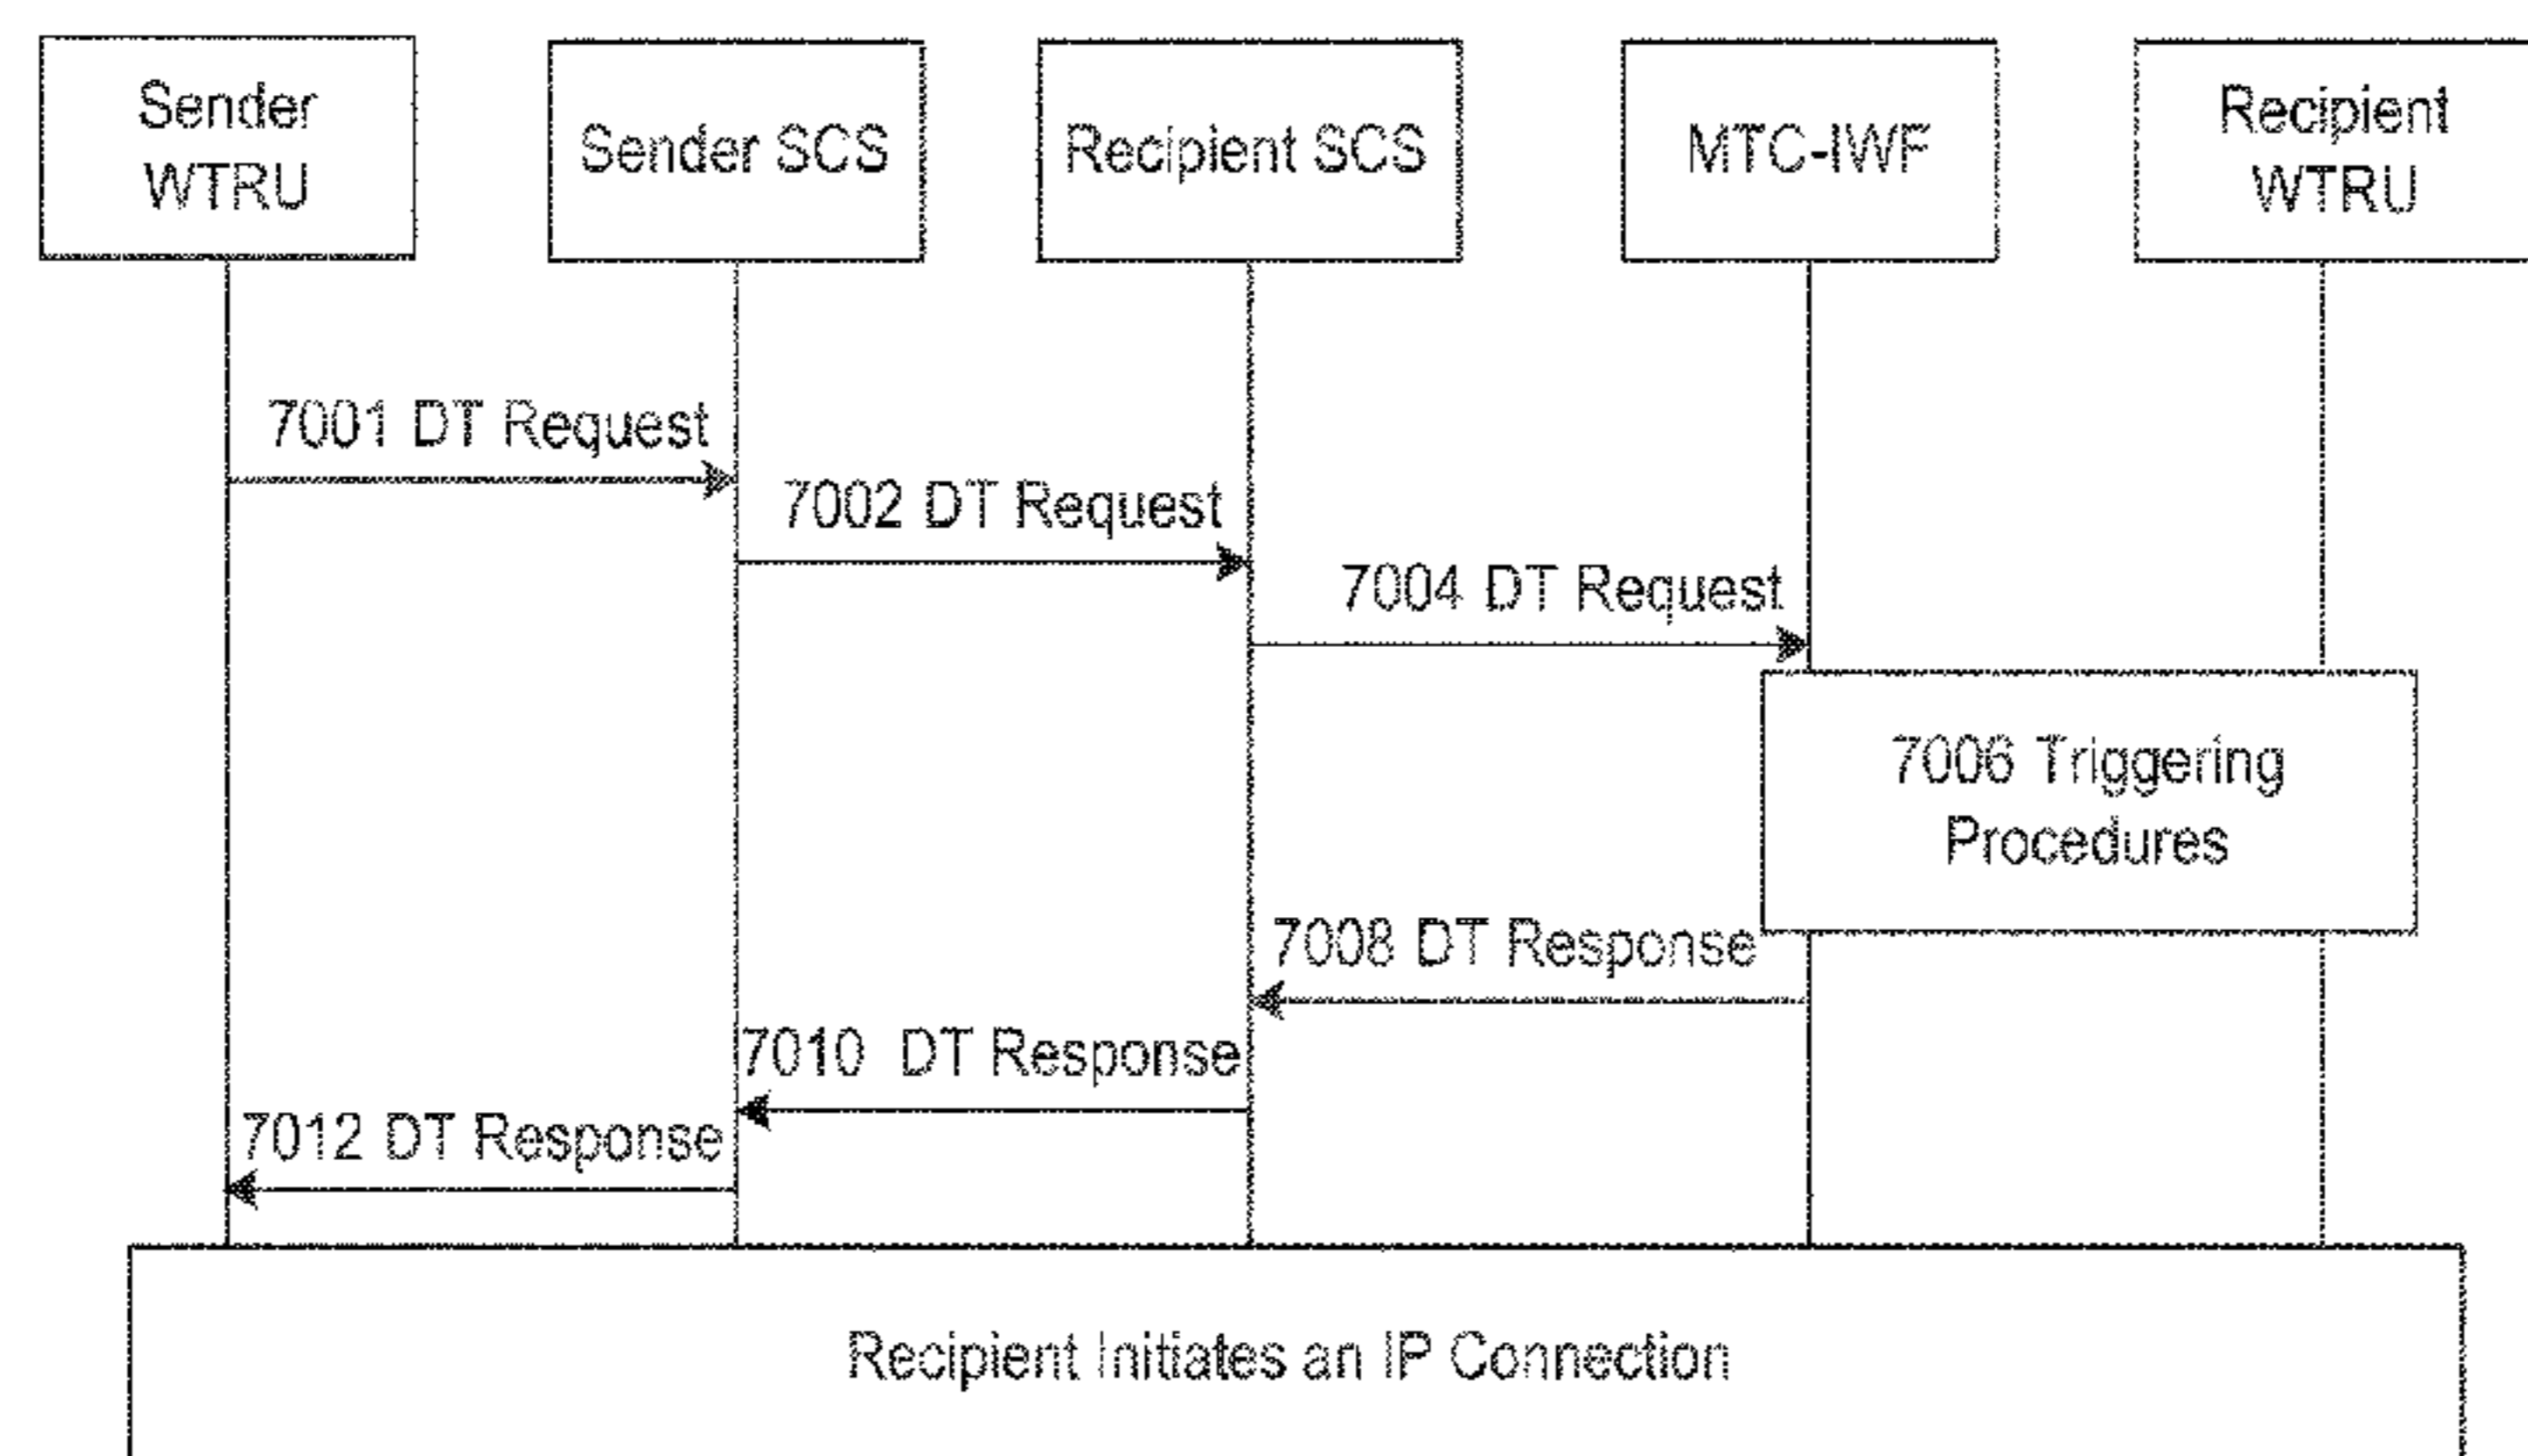 Sender
WTRU
Sender SCS
Recipient SCS
MTC-IWF
Recipient
WTRU
7001 DT Request
7002 DT Request
7004 DT Request
7006 Triggering
Procedures
7008 DT Response
7010 DT Response
7012 DT Response
Recipient Initiates an IP Connection